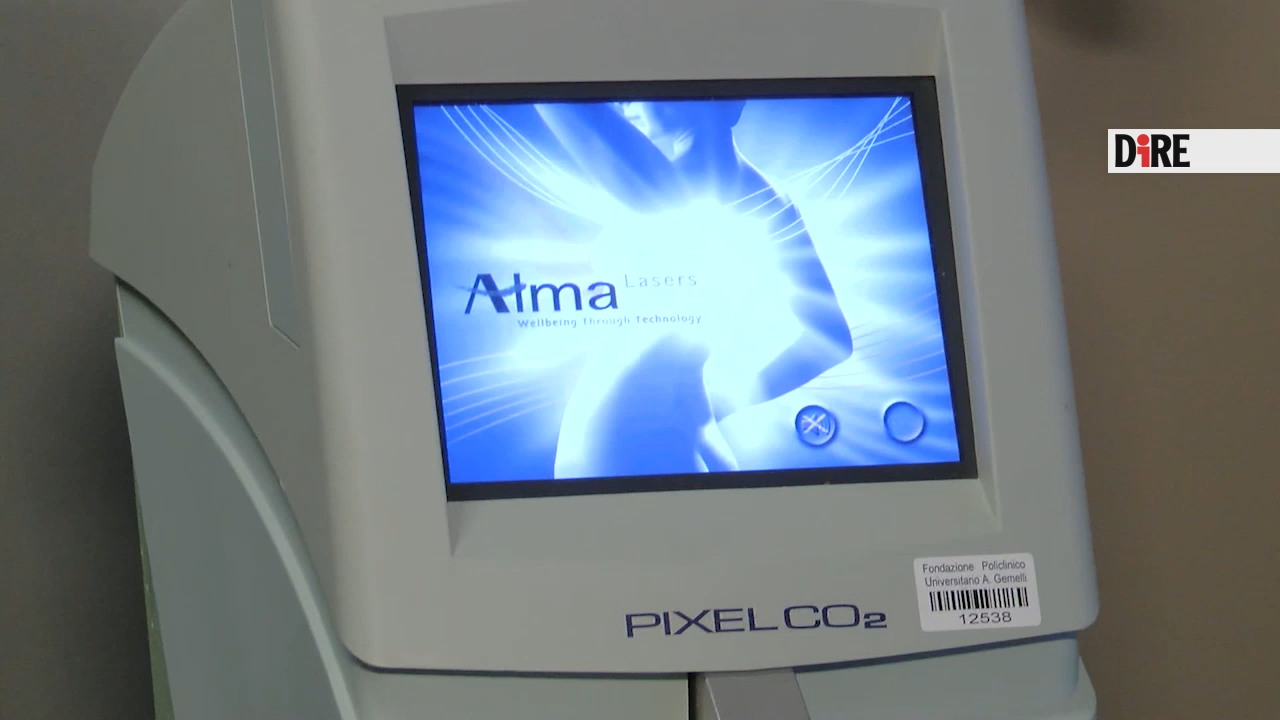 DiRE
Alma Lasers
Wellbeing Through Technology
Fondazione Policlinico
Universitario A. Gemelli
12538
PIXEL CO2